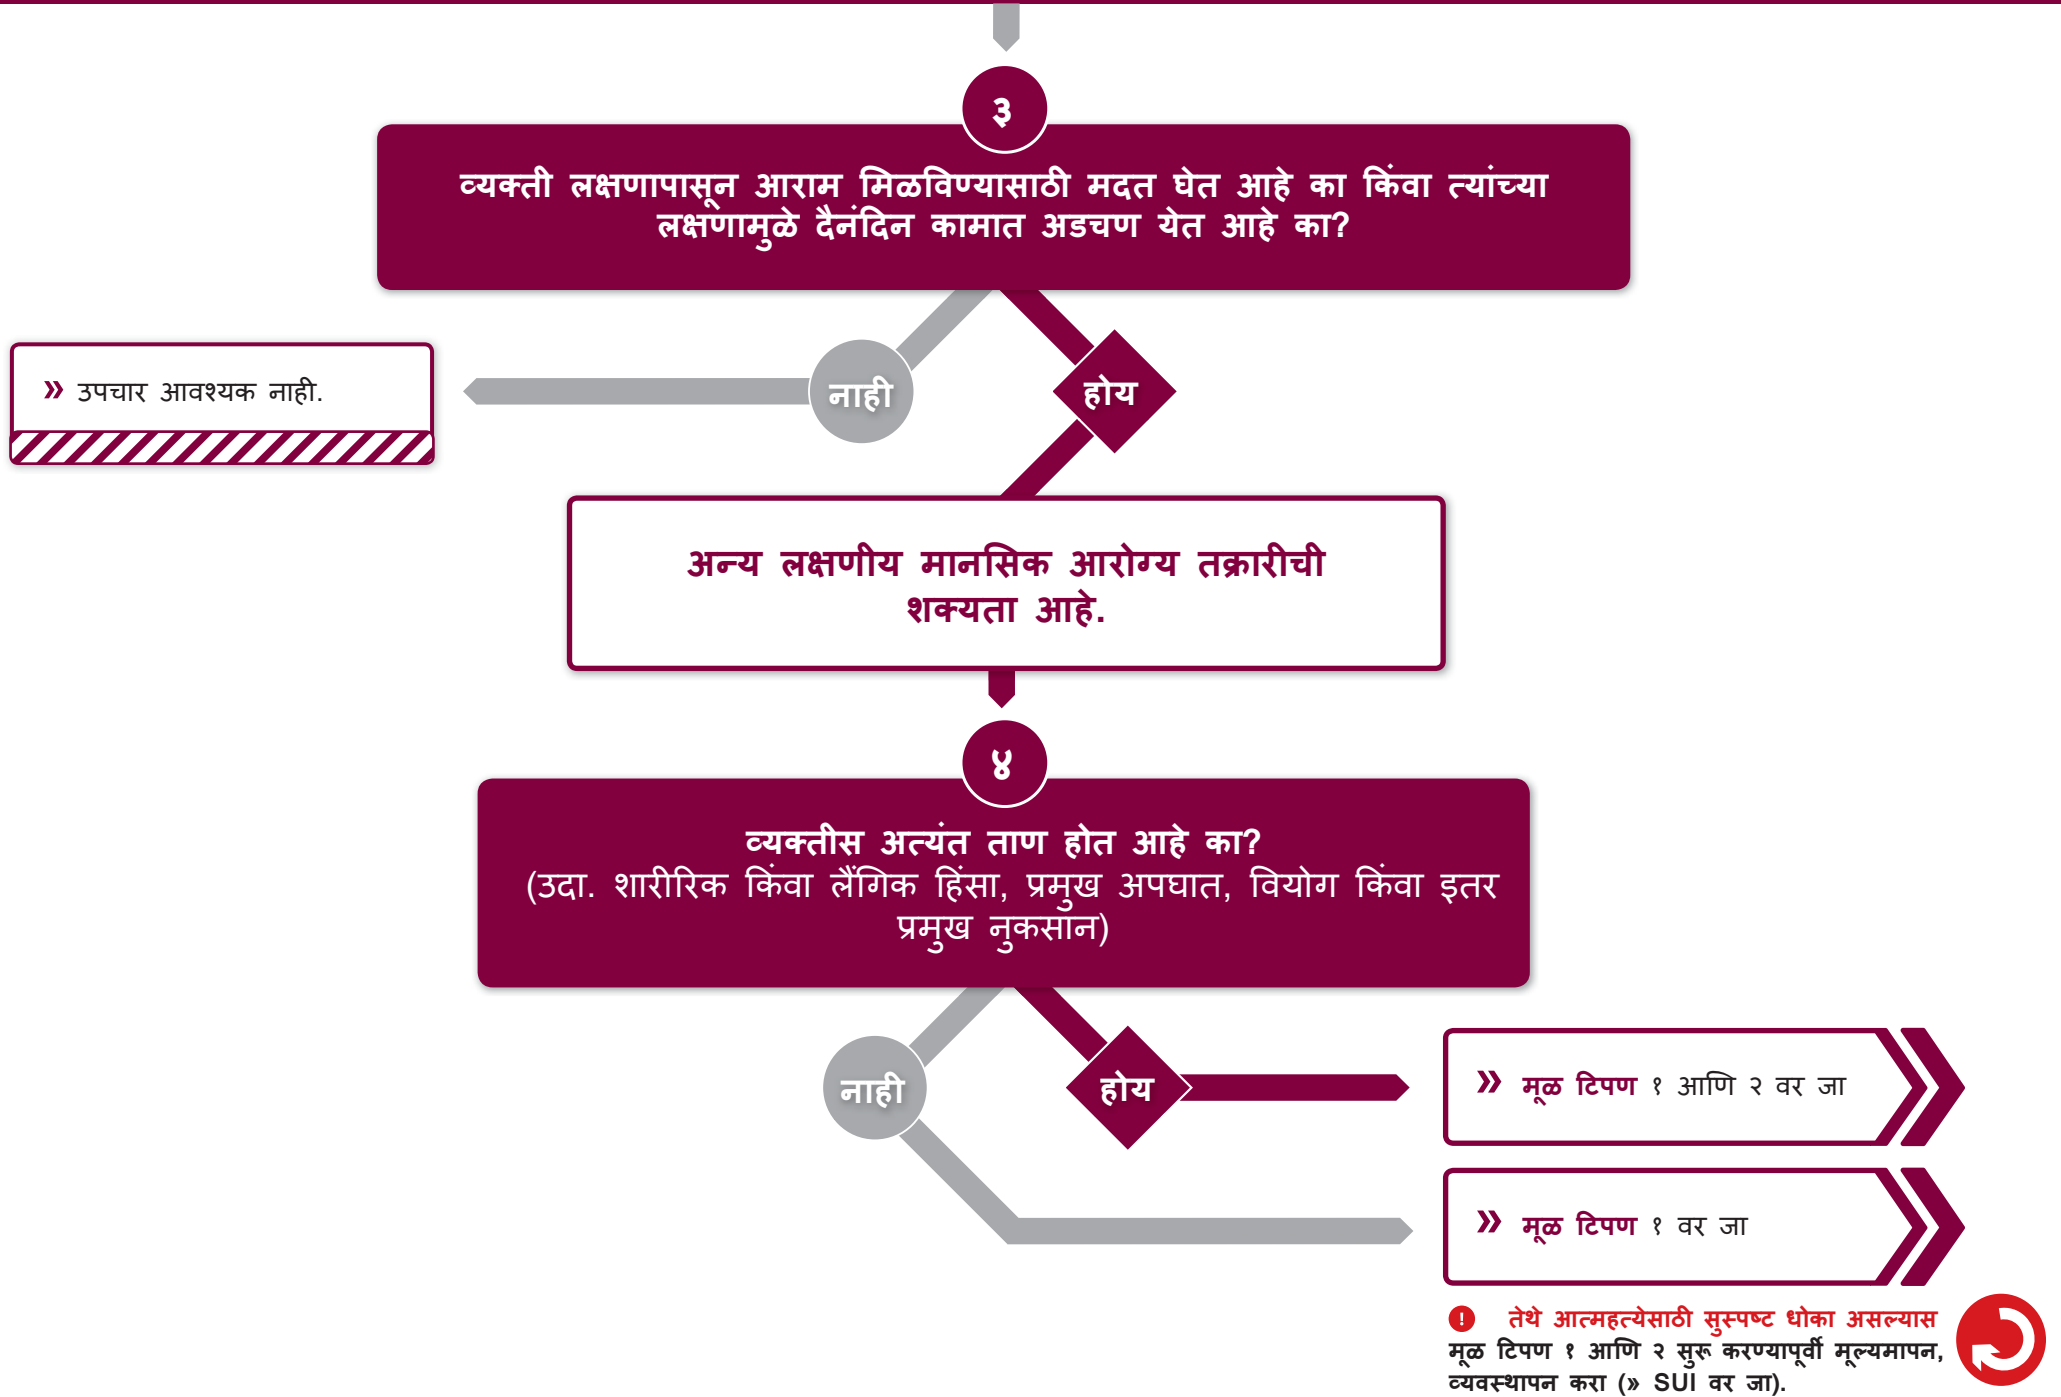 ३
व्यक्ती लक्षणापासून आराम मिळविण्यासाठी मदत घेत आहे का किंवा त्यांच्या
लक्षणामुळे दैनंदिन कामात अडचण येत आहे का?
» उपचार आवश्यक नाही.
नाही
होय
अन्य लक्षणीय मानसिक आरोग्य तक्रारीची
शक्यता आहे.
४
व्यक्तीस अत्यंत ताण होत आहे का?
(उदा. शारीरिक किंवा लैंगिक हिंसा, प्रमुख अपघात, वियोग किंवा इतर
प्रमुख नुकसान)
नाही
होय
» मूळ टिपण १ आणि २ वर जा
» मूळ टिपण १ वर जा
! तेथे आत्महत्येसाठी सुस्पष्ट धोका असल्यास
मूळ टिपण १ आणि २ सुरू करण्यापूर्वी मूल्यमापन,
व्यवस्थापन करा (» SUI वर जा).